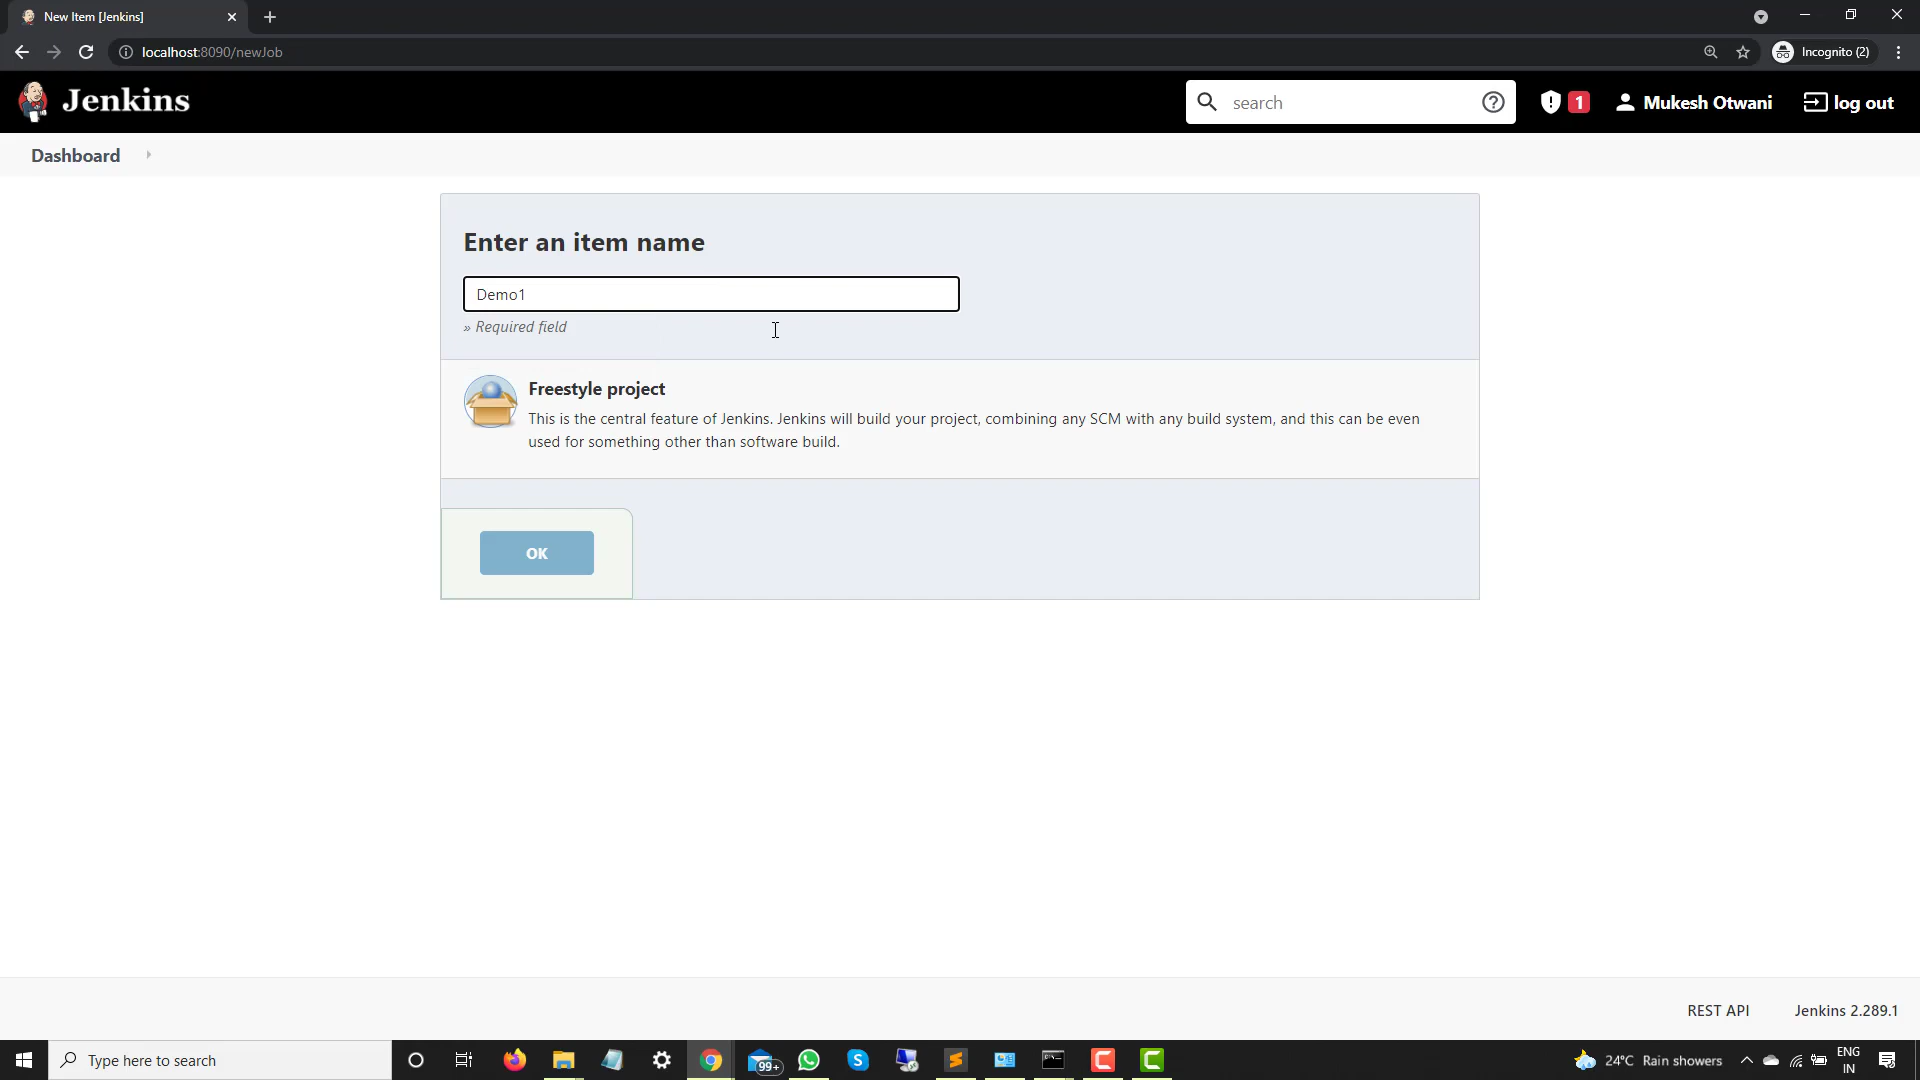 New Item [Jenkins]
localhost:8090/newJob
Incognito (2)
Jenkins
search
1
Mukesh Otwani
log out
Dashboard
Enter an item name
Demo1
» Required field
Freestyle project
This is the central feature of Jenkins. Jenkins will build your project, combining any SCM with any build system, and this can be even
used for something other than software build.
OK
REST API
Jenkins 2.289.1
Type here to search
99+
24°C Rain showers
ENG
IN